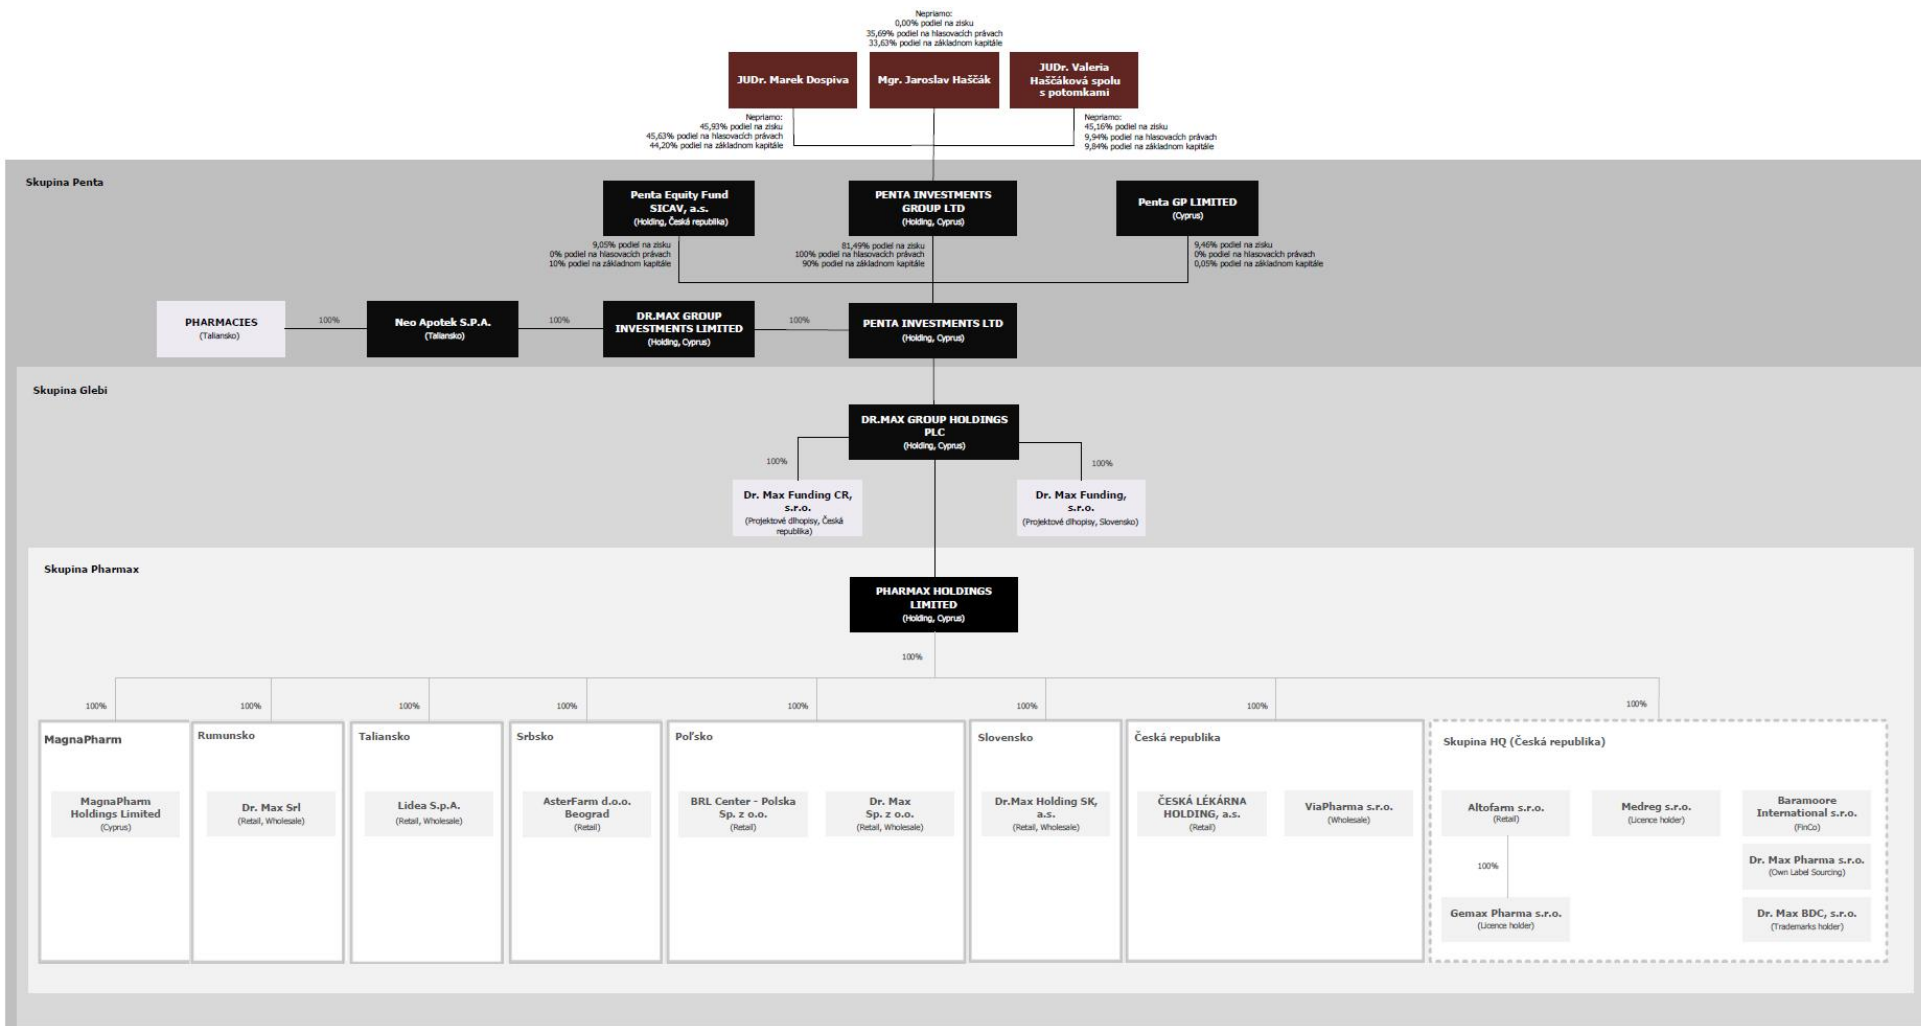 Nepriamo:
0,00% podiel na zisku
35,69% podiel na hlasovacích právach
33,63% podiel na základnom kapitále
JUDr. Marek Dospiva
Mgr. Jaroslav Haščák
JUDr. Valeria
Haščáková spolu
s potomkami
Nepriamo:
45,93% podiel na zisku
45,63% podiel na hlasovacích právach
44,20% podiel na základnom kapitále
Nepriamo:
45,16% podiel na zisku
9,94% podiel na hlasovacích právach
9,84% podiel na základnom kapitále
Skupina Penta
Penta Equity Fund
SICAV, a.s.
(Holding, Česká republika)
PENTA INVESTMENTS
GROUP LTD
(Holding, Cyprus)
Penta GP LIMITED
(Cyprus)
9,05% podiel na zisku
0% podiel na hlasovacích právach
10% podiel na základnom kapitále
81,49% podiel na zisku
100% podiel na hlasovacích právach
90% podiel na základnom kapitále
9,46% podiel na zisku
0% podiel na hlasovacích právach
0,05% podiel na základnom kapitále
PHARMACIES
(Taliansko)
100%
Neo Apotek S.P.A.
(Taliansko)
100%
DR.MAX GROUP
INVESTMENTS LIMITED
(Holding, Cyprus)
100%
PENTA INVESTMENTS LTD
(Holding, Cyprus)
Skupina Glebi
DR.MAX GROUP HOLDINGS
PLC
(Holding, Cyprus)
100%
100%
Dr. Max Funding CR,
s.r.o.
(Projektové dlhopisy, Česká
republika)
Dr. Max Funding,
s.r.o.
(Projektové dlhopisy, Slovensko)
Skupina Pharmax
PHARMAX HOLDINGS
LIMITED
(Holding, Cyprus)
100%
100%
100%
100%
100%
100%
100%
100%
100%
MagnaPharm
MagnaPharm
Holdings Limited
(Cyprus)
Rumunsko
Dr. Max Srl
(Retail, Wholesale)
Taliansko
Lidea S.p.A.
(Retail, Wholesale)
Srbsko
AsterFarm d.o.o.
Beograd
(Retail)
Poľsko
BRL Center - Polska
Sp. z o.o.
(Retail)
Dr. Max
Sp. z o.o.
(Retail, Wholesale)
Slovensko
Dr.Max Holding SK,
a.s.
(Retail, Wholesale)
Česká republika
ČESKÁ LÉKÁRNA
HOLDING, a.s.
(Retail)
ViaPharma s.r.o.
(Wholesale)
Skupina HQ (Česká republika)
Altofarm s.r.o.
(Retail)
100%
Gemax Pharma s.r.o.
(Licence holder)
Medreg s.r.o.
(Licence holder)
Baramoore
International s.r.o.
(FinCo)
Dr. Max Pharma s.r.o.
(Own Label Sourcing)
Dr. Max BDC, s.r.o.
(Trademarks holder)